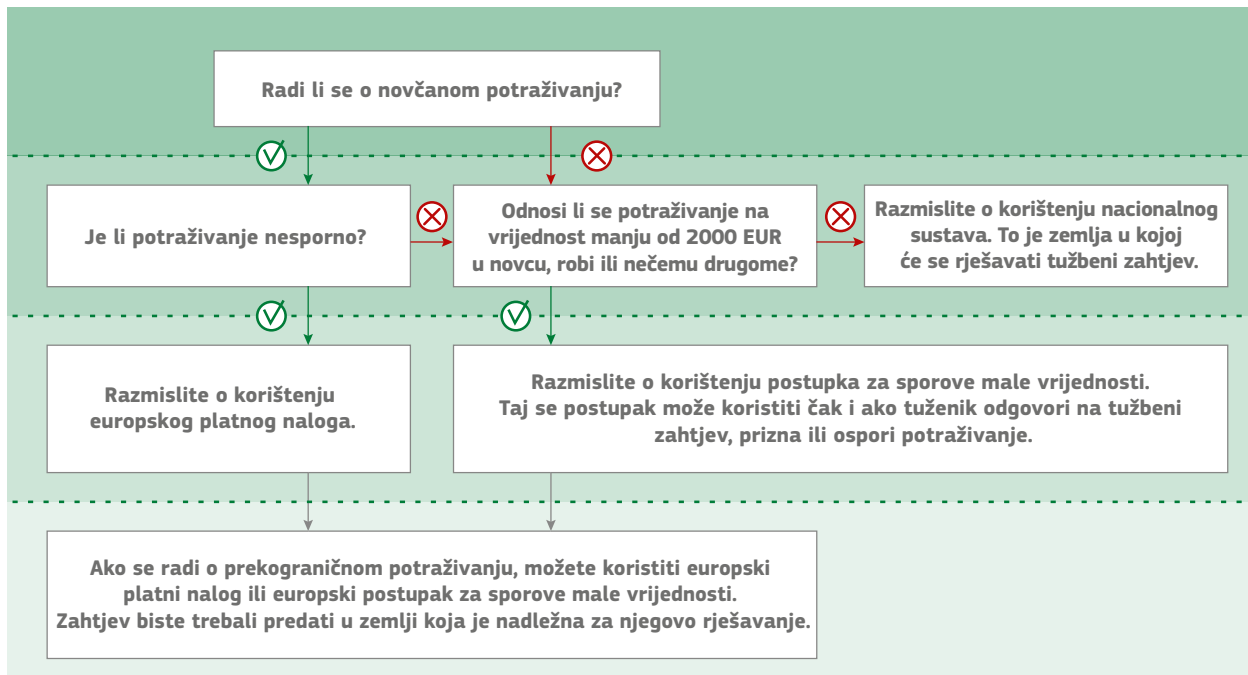 Radi li se o novčanom potraživanju?
Je li potraživanje nesporno?
Odnosi li se potraživanje na
vrijednost manju od 2000 EUR
u novcu, robi ili nečemu drugome?
Razmislite o korištenju nacionalnog
sustava. To je zemlja u kojoj
će se rješavati tužbeni zahtjev.
Razmislite o korištenju
europskog platnog naloga.
Razmislite o korištenju postupka za sporove male vrijednosti.
Taj se postupak može koristiti čak i ako tuženik odgovori na tužbeni
zahtjev, prizna ili ospori potraživanje.
Ako se radi o prekograničnom potraživanju, možete koristiti europski
platni nalog ili europski postupak za sporove male vrijednosti.
Zahtjev biste trebali predati u zemlji koja je nadležna za njegovo rješavanje.